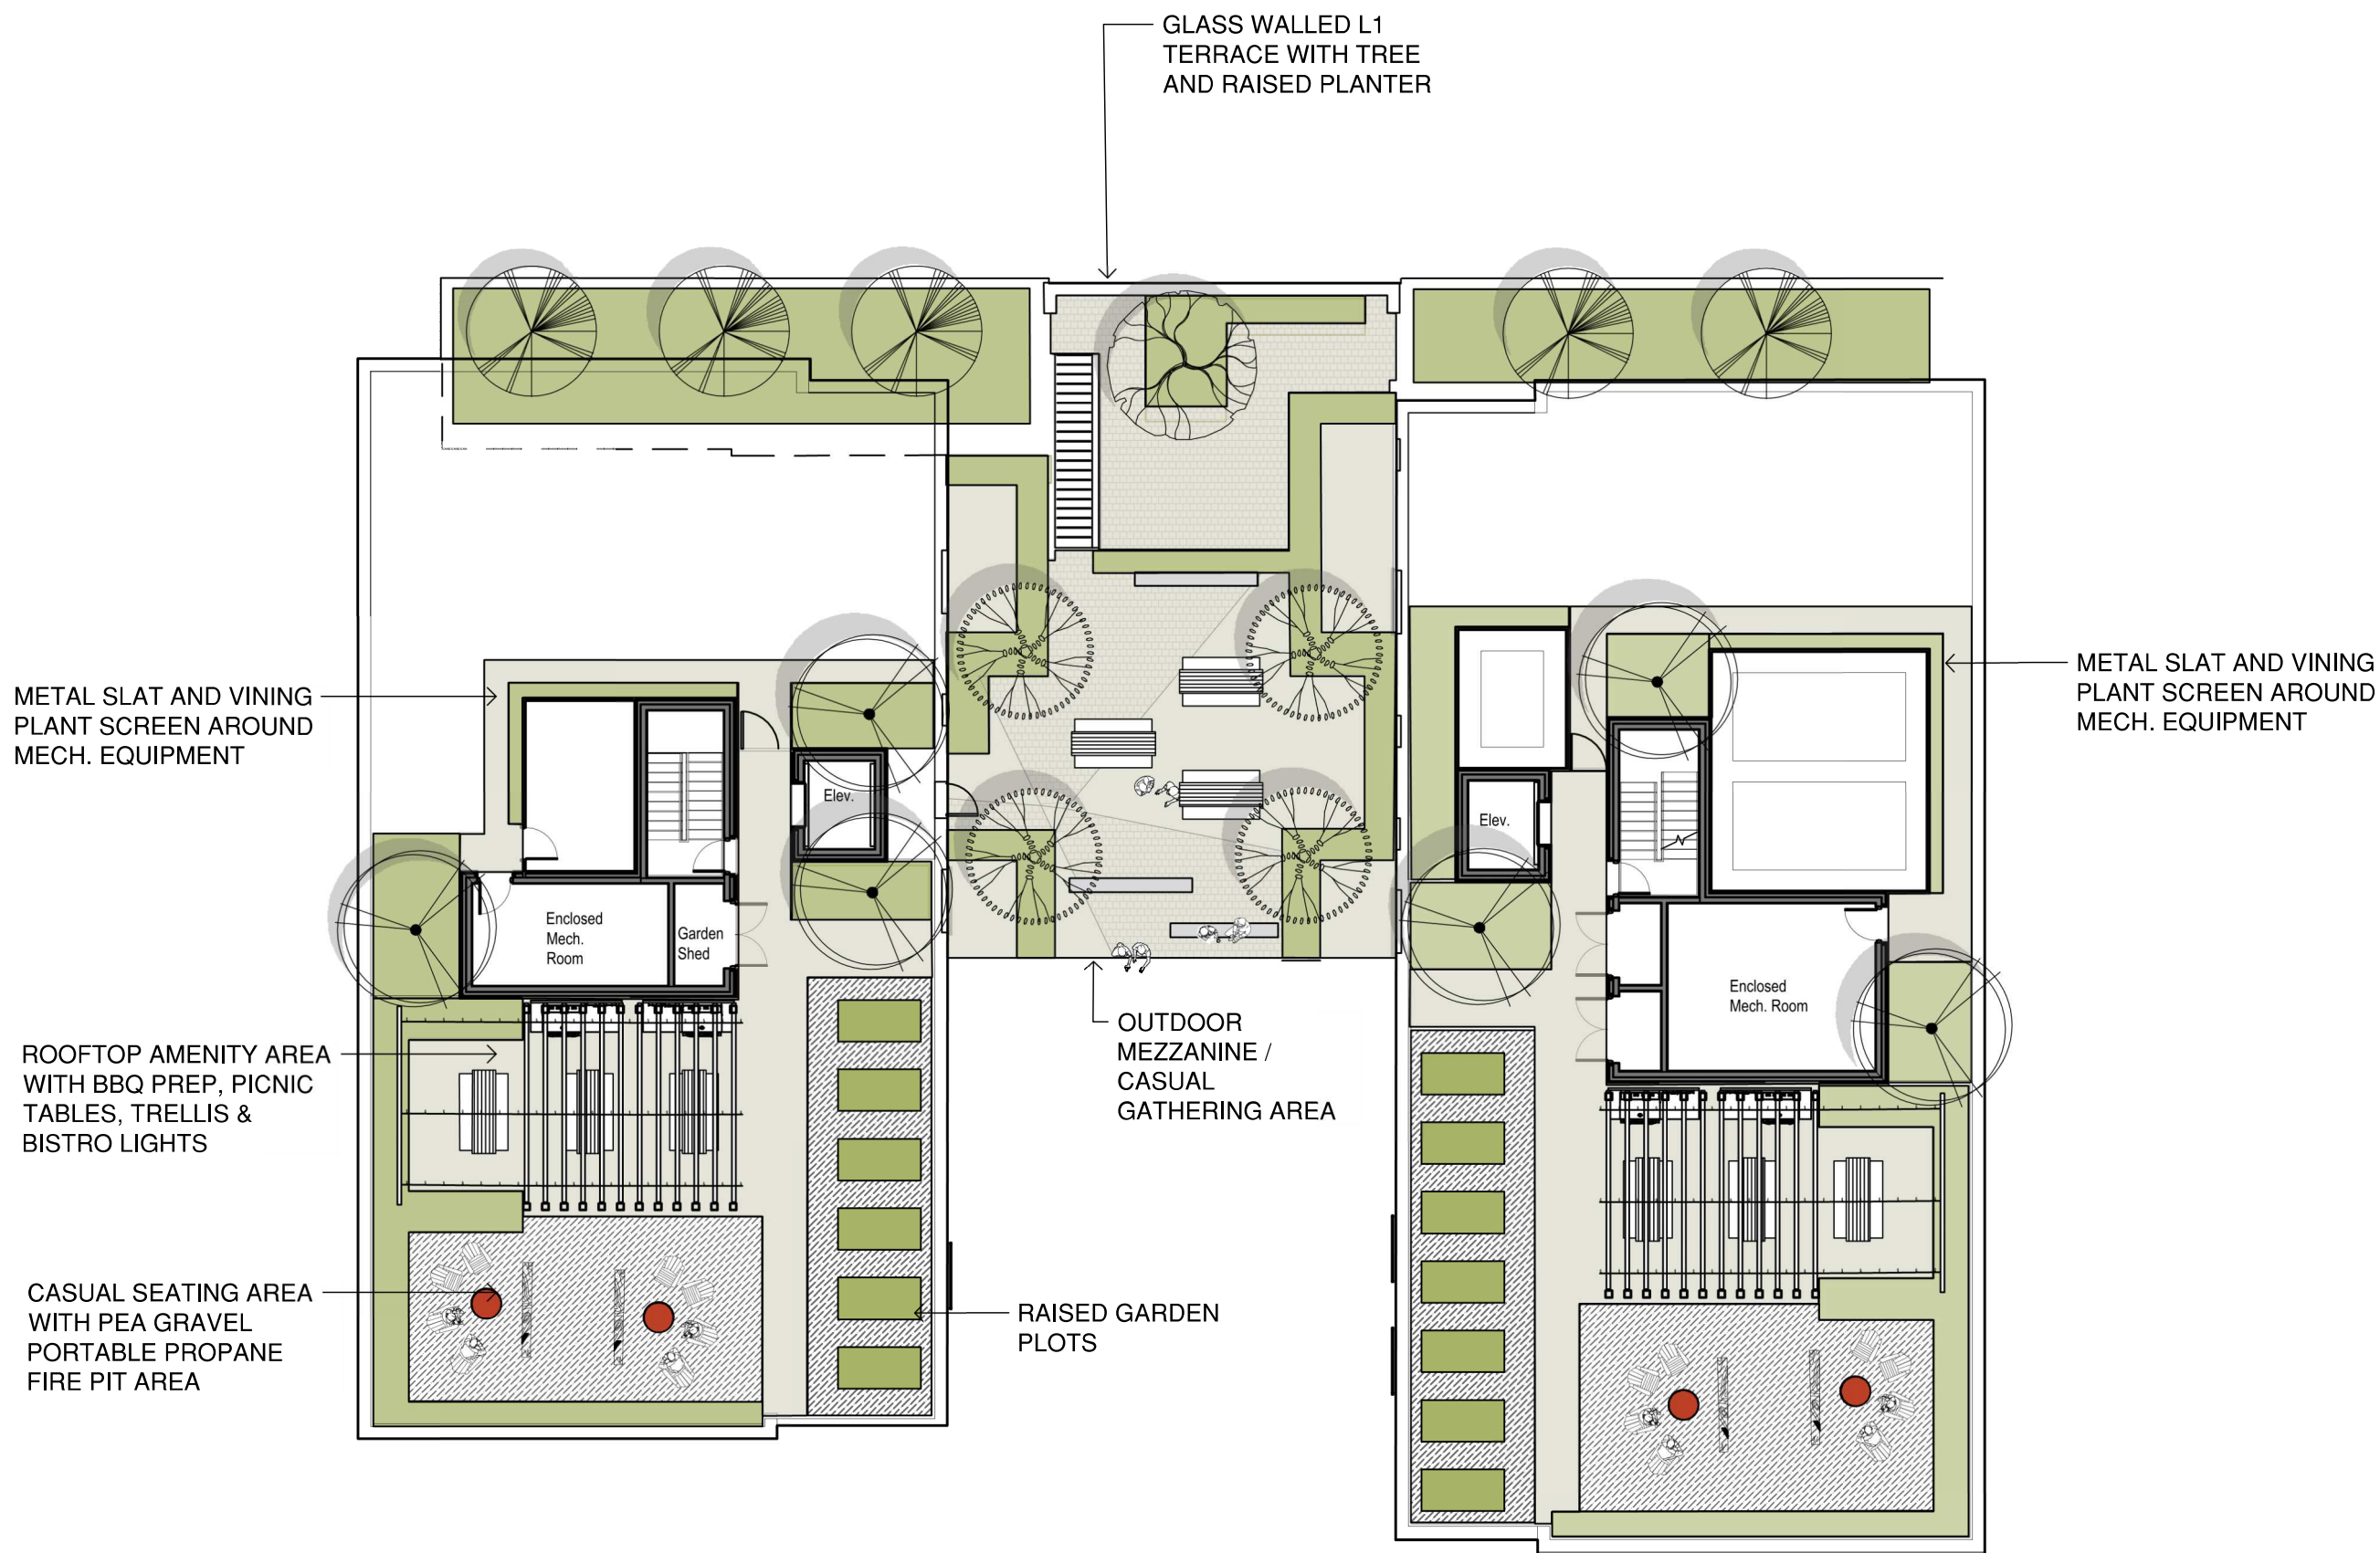 GLASS WALLED L1
TERRACE WITH TREE
AND RAISED PLANTER
METAL SLAT AND VINING
PLANT SCREEN AROUND
MECH. EQUIPMENT
METAL SLAT AND VINING
PLANT SCREEN AROUND
MECH. EQUIPMENT
Elev.
Elev.
Enclosed
Mech.
Room
Garden
Shed
Enclosed
Mech. Room
ROOFTOP AMENITY AREA
WITH BBQ PREP, PICNIC
TABLES, TRELLIS &
BISTRO LIGHTS
OUTDOOR
MEZZANINE /
CASUAL
GATHERING AREA
CASUAL SEATING AREA
WITH PEA GRAVEL
PORTABLE PROPANE
FIRE PIT AREA
RAISED GARDEN
PLOTS